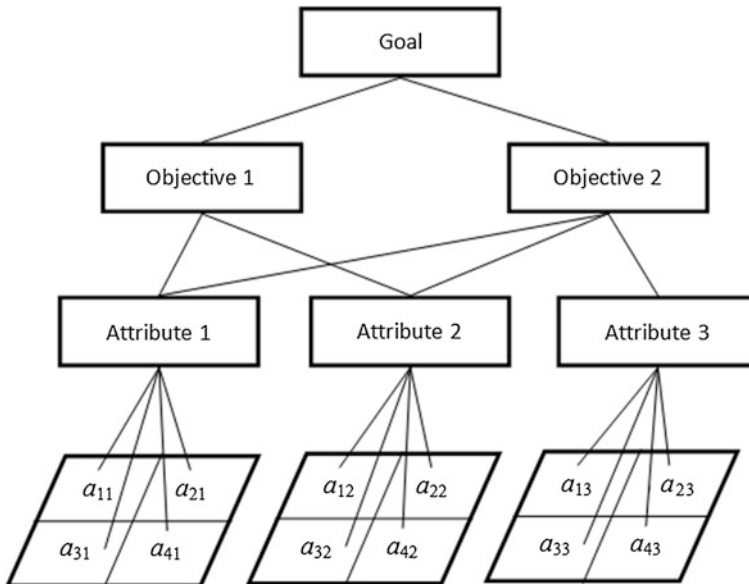 Goal
Objective 1 Objective 2
Attribute 1 Attribute 2 Attribute 3
a₁₁ a₂₁ a₁₂ a₂₂ a₁₃ a₂₃
a₃₁ a₄₁ a₃₂ a₄₂ a₃₃ a₄₃